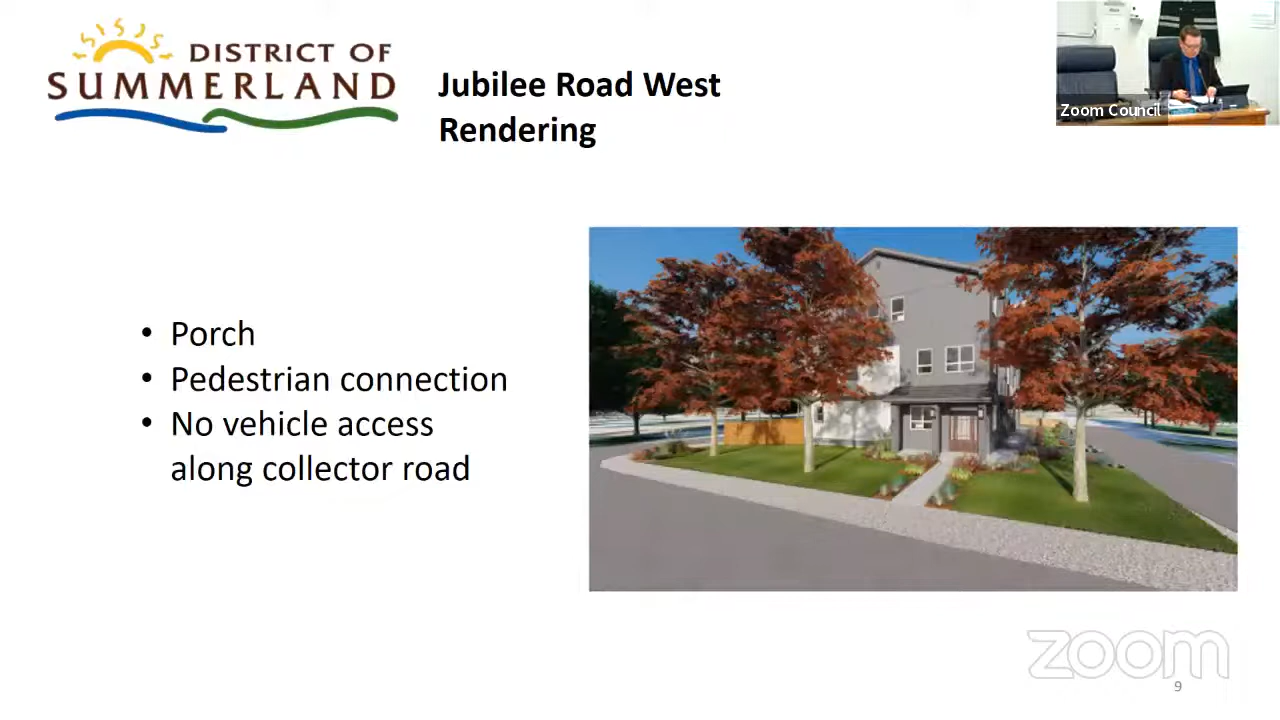 DISTRICT OF
SUMMERLAND
Jubilee Road West
Rendering
Zoom Council
• Porch
• Pedestrian connection
• No vehicle access
along collector road
zoom
9